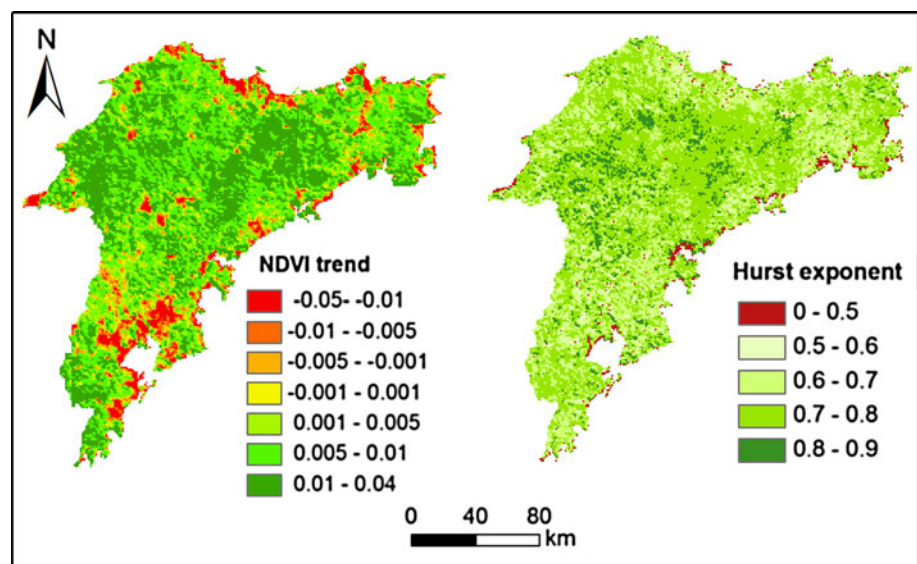 N
NDVI trend
-0.05- -0.01
-0.01 - -0.005
-0.005 - -0.001
-0.001 - 0.001
0.001 - 0.005
0.005 - 0.01
0.01 - 0.04
Hurst exponent
0 - 0.5
0.5 - 0.6
0.6 - 0.7
0.7 - 0.8
0.8 - 0.9
0 40 80
km